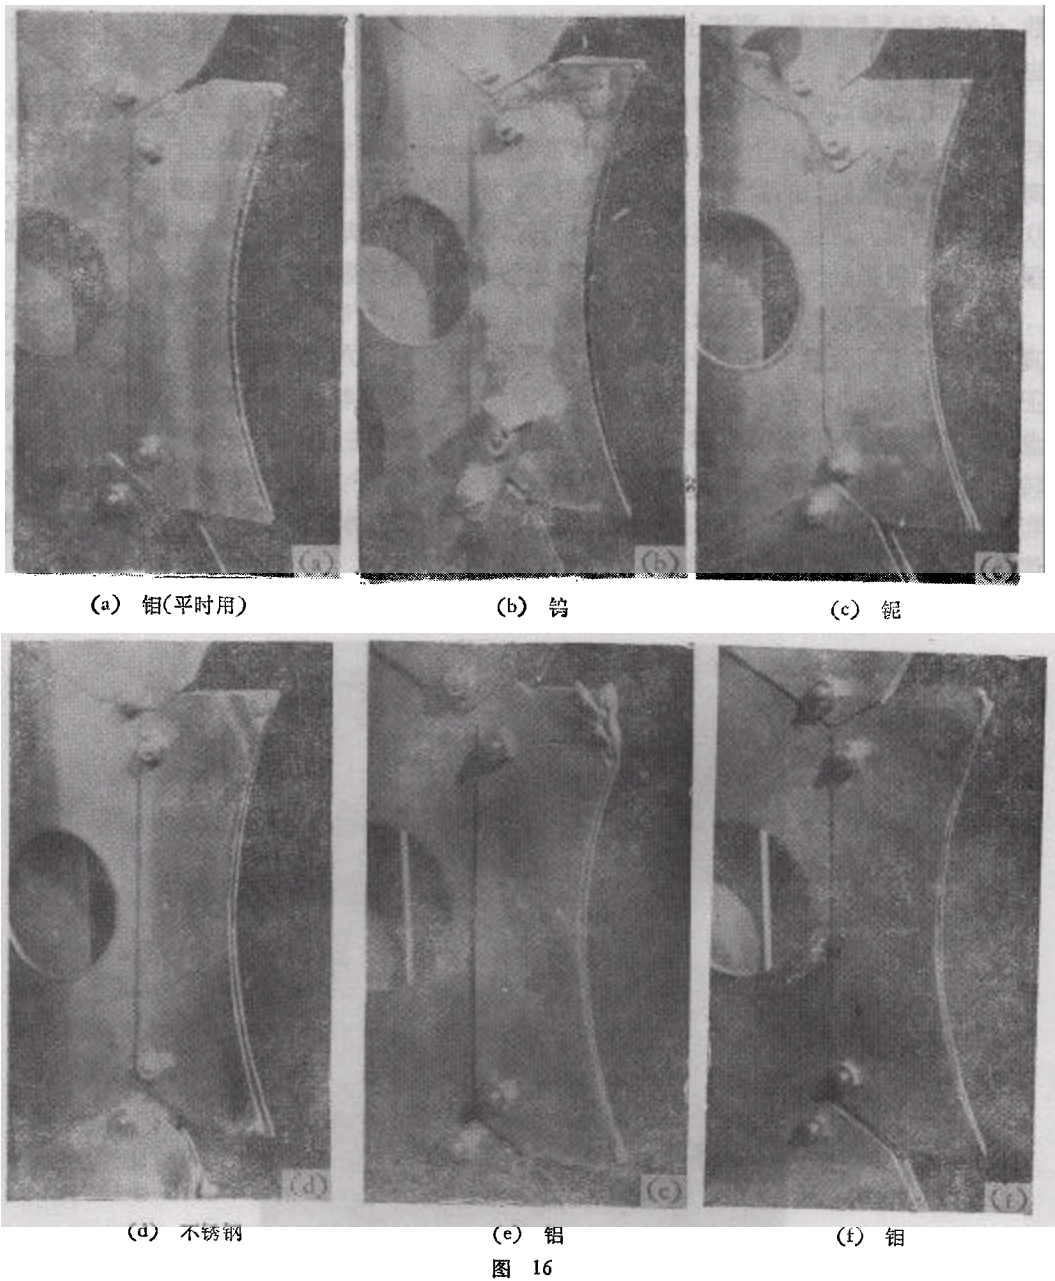 (a)
(b)
(c)
(a) 钼(平时用)
(b) 钨
(c) 铌
(d)
(e)
(f)
(d) 不锈钢
(e) 铝
(f) 钼
图 16